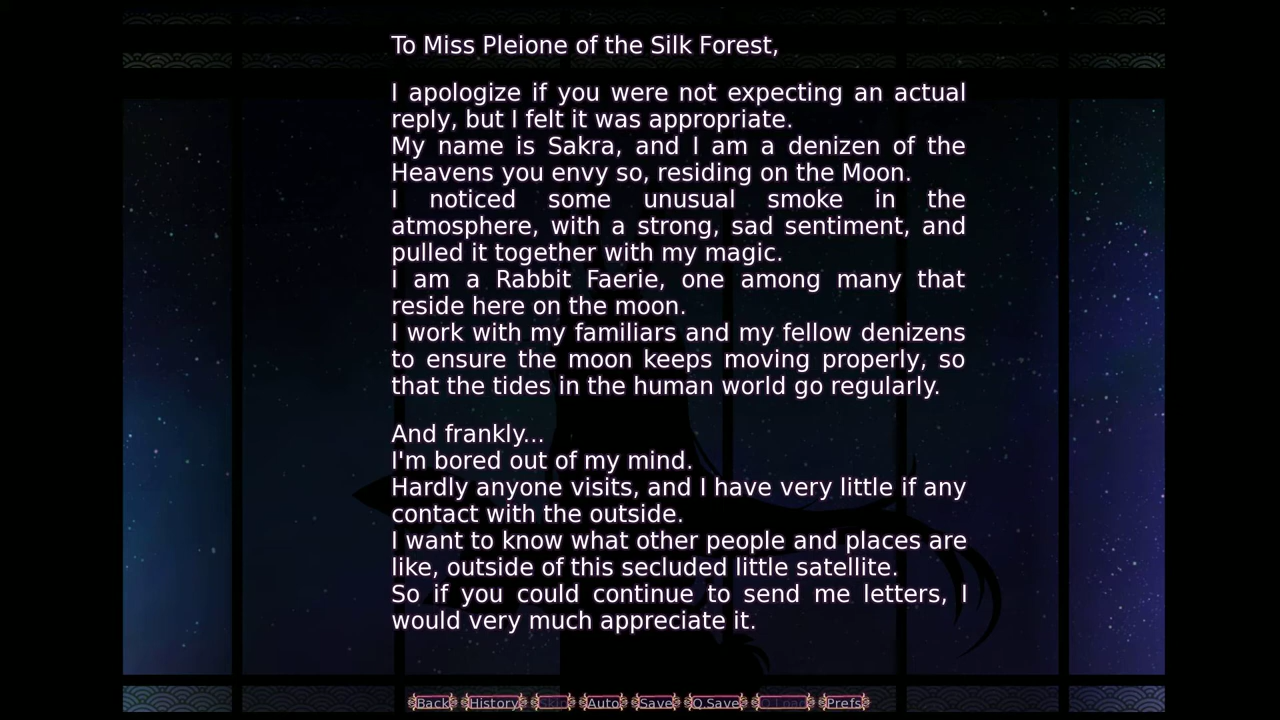 To Miss Pleione of the Silk Forest,
I apologize if you were not expecting an actual
reply, but I felt it was appropriate.
My name is Sakra, and I am a denizen of the
Heavens you envy so, residing on the Moon.
I noticed some unusual smoke in the
atmosphere, with a strong, sad sentiment, and
pulled it together with my magic.
I am a Rabbit Faerie, one among many that
reside here on the moon.
I work with my familiars and my fellow denizens
to ensure the moon keeps moving properly, so
that the tides in the human world go regularly.
And frankly...
I'm bored out of my mind.
Hardly anyone visits, and I have very little if any
contact with the outside.
I want to know what other people and places are
like, outside of this secluded little satellite.
So if you could continue to send me letters, I
would very much appreciate it.
Back History Skip Auto Save Q.Save Q.Load Prefs